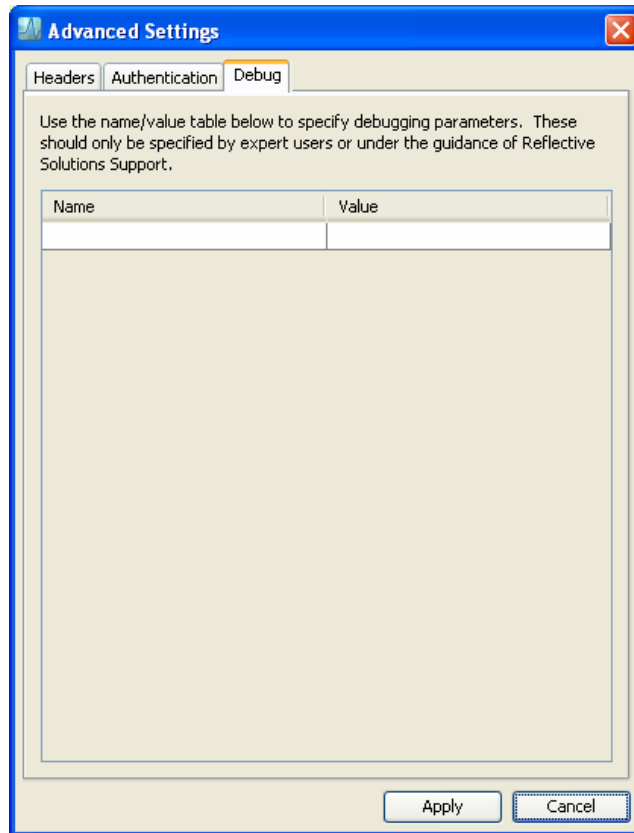 Advanced Settings
Headers Authentication Debug
Use the name/value table below to specify debugging parameters.  These
should only be specified by expert users or under the guidance of Reflective
Solutions Support.
Name Value
Apply Cancel